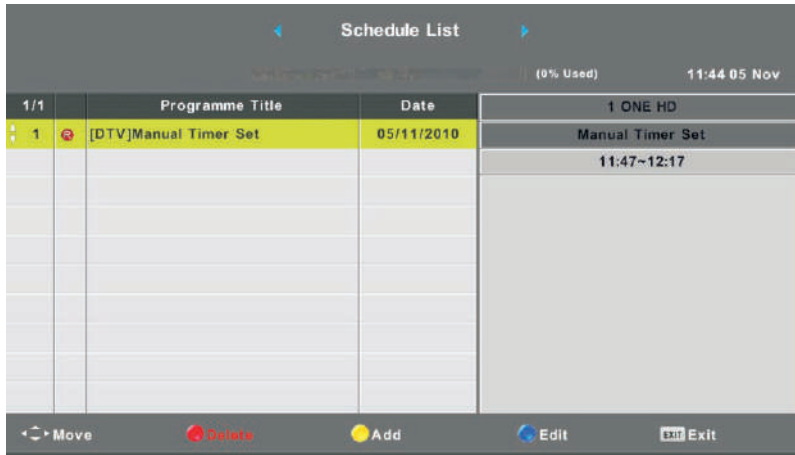 Schedule List
(0% Used) 11:44 05 Nov
1/1 Programme Title Date 1 ONE HD
1 [DTV]Manual Timer Set 05/11/2010 Manual Timer Set
11:47~12:17
Move Delete Add Edit EXIT Exit